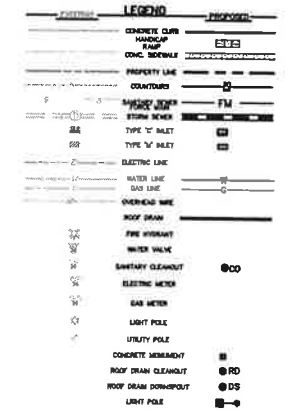 LEGEND
EXISTING PROPOSED
CONCRETE CURB
HANDICAP
RAMP
CONC. SIDEWALK
PROPERTY LINE
COUNTOURS
SANITARY SEWER
FORCE MAIN FM
STORM SEWER
TYPE "E" INLET
TYPE "M" INLET
ELECTRIC LINE
WATER LINE
GAS LINE G
OVERHEAD WIRE
ROOF DRAIN
FIRE HYDRANT
WATER VALVE
SANITARY CLEANOUT CO
ELECTRIC METER
GAS METER
LIGHT POLE
UTILITY POLE
CONCRETE MONUMENT
ROOF DRAIN CLEANOUT RD
ROOF DRAIN DOWNSPOUT DS
LIGHT POLE